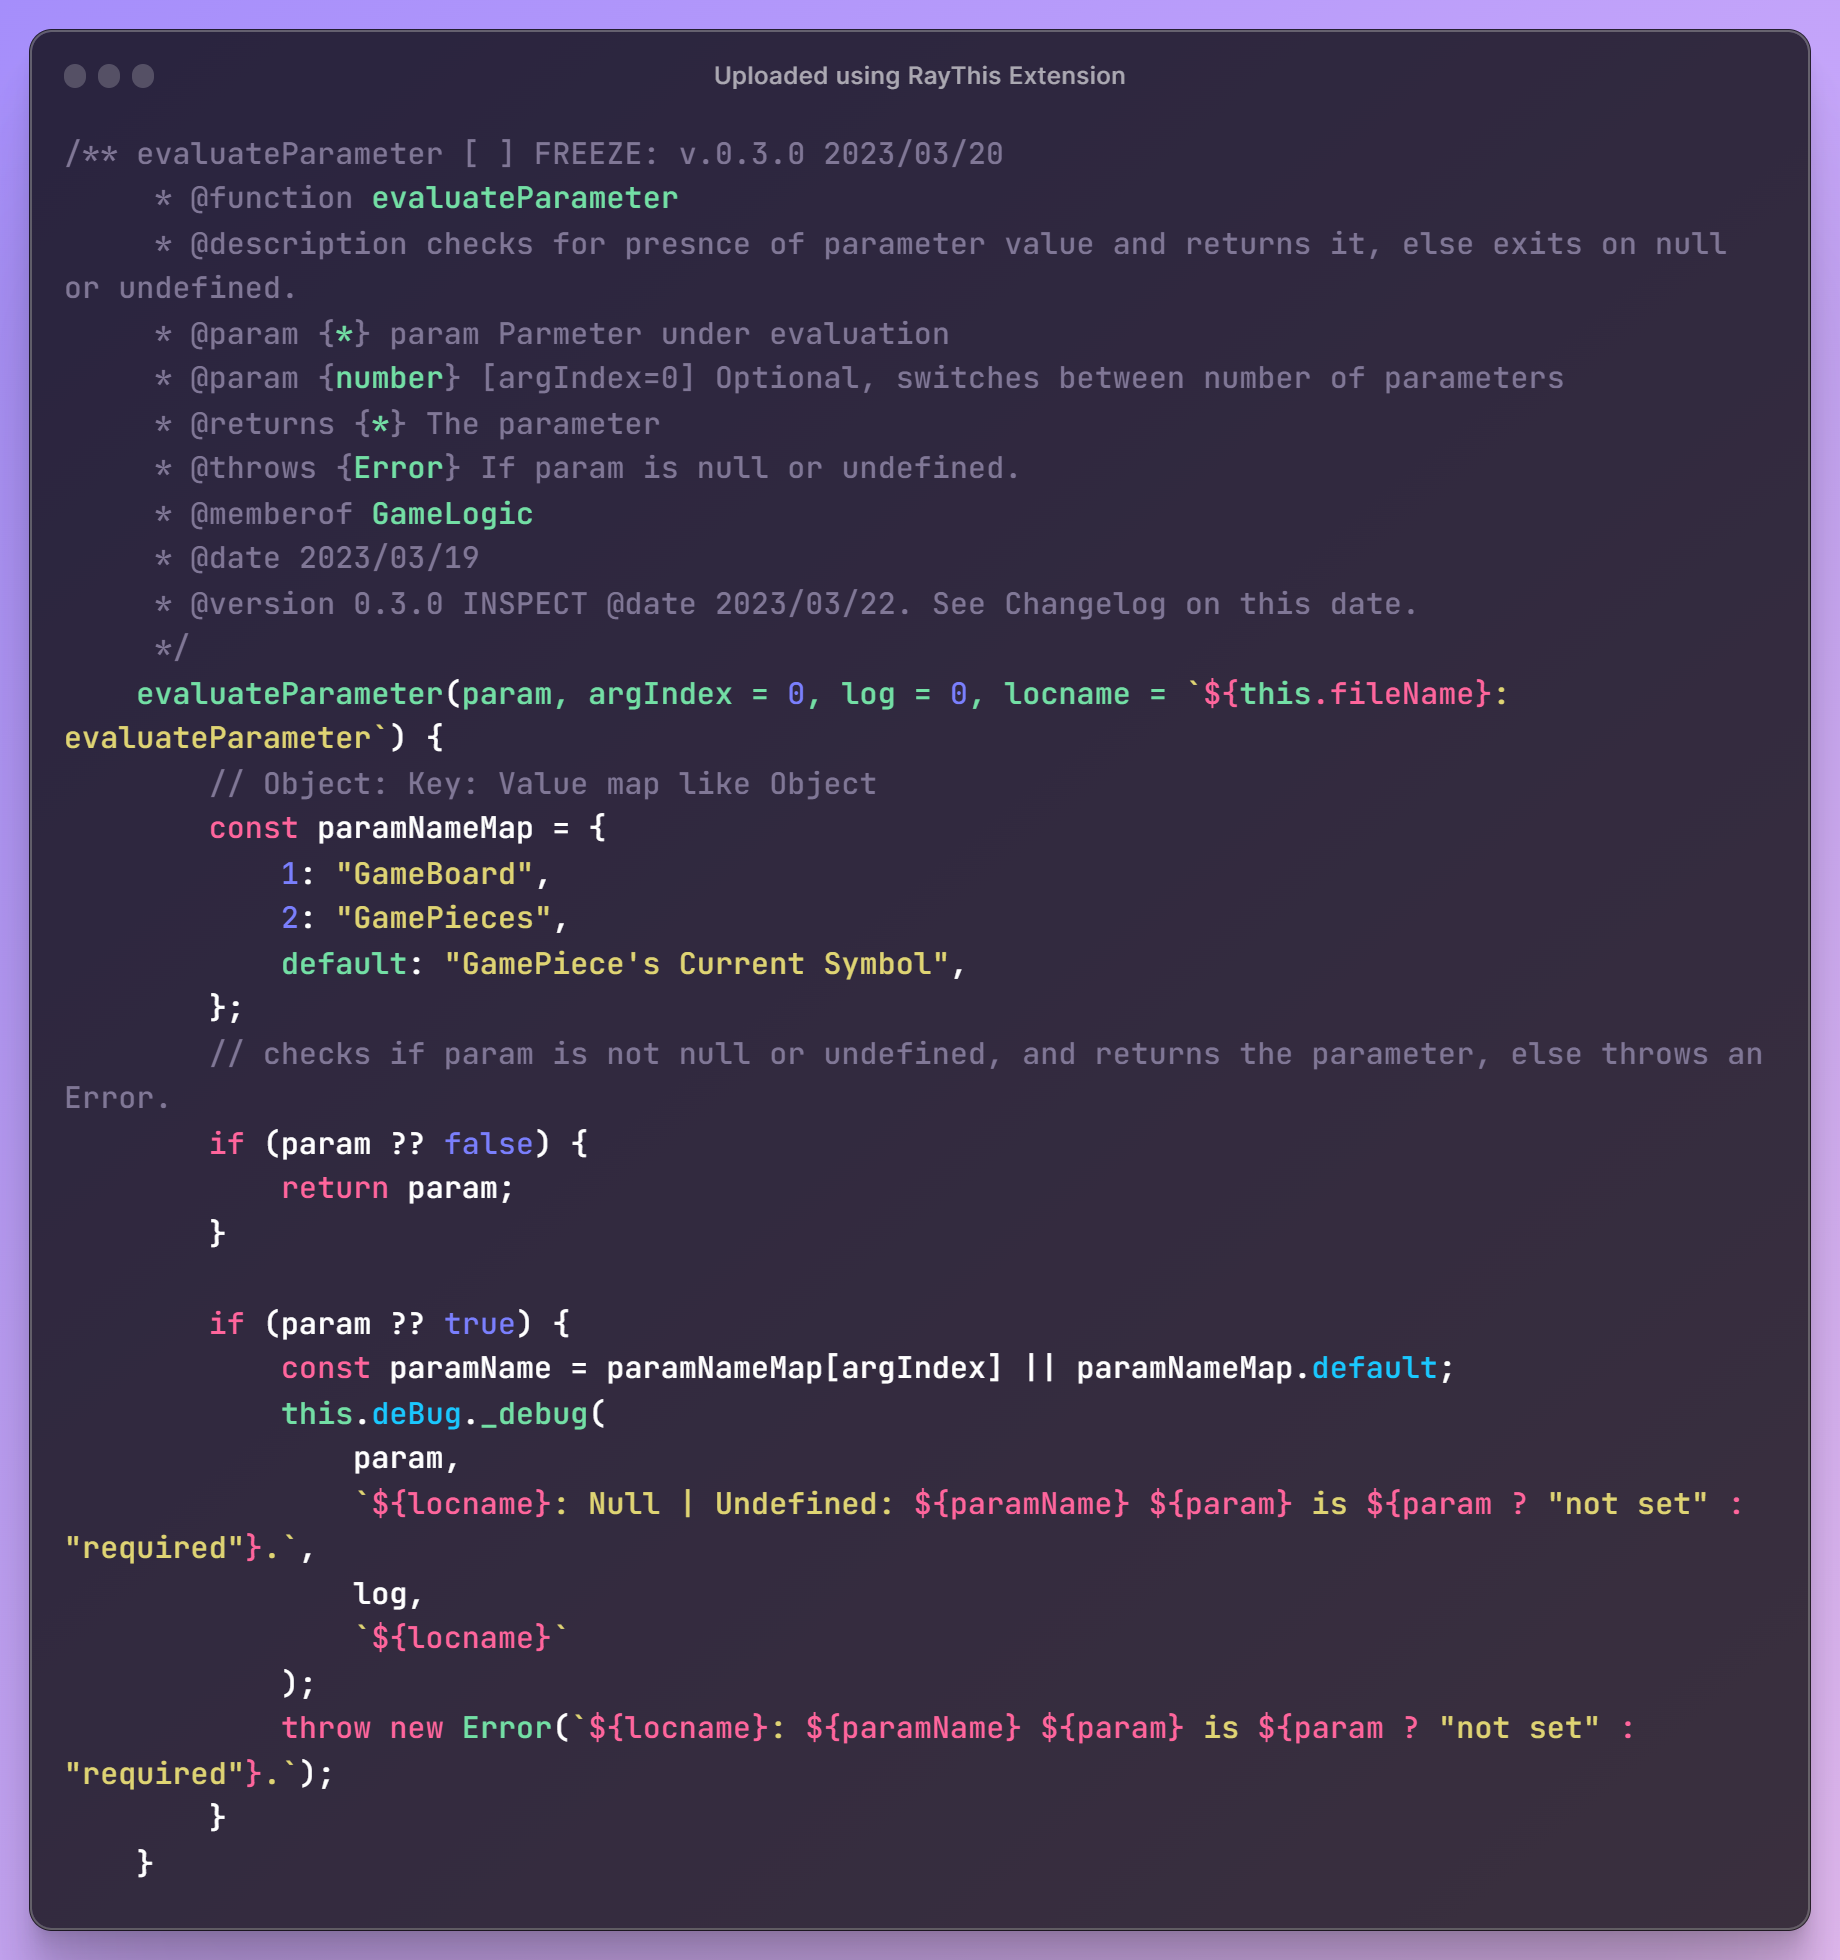 Uploaded using RayThis Extension
/** evaluateParameter [ ] FREEZE: v.0.3.0 2023/03/20
     * @function evaluateParameter
     * @description checks for presnce of parameter value and returns it, else exits on null
or undefined.
     * @param {*} param Parmeter under evaluation
     * @param {number} [argIndex=0] Optional, switches between number of parameters
     * @returns {*} The parameter
     * @throws {Error} If param is null or undefined.
     * @memberof GameLogic
     * @date 2023/03/19
     * @version 0.3.0 INSPECT @date 2023/03/22. See Changelog on this date.
     */
    evaluateParameter(param, argIndex = 0, log = 0, locname = `${this.fileName}:
evaluateParameter`) {
        // Object: Key: Value map like Object
        const paramNameMap = {
            1: "GameBoard",
            2: "GamePieces",
            default: "GamePiece's Current Symbol",
        };
        // checks if param is not null or undefined, and returns the parameter, else throws an
Error.
        if (param ?? false) {
            return param;
        }

        if (param ?? true) {
            const paramName = paramNameMap[argIndex] || paramNameMap.default;
            this.deBug._debug(
                param,
                `${locname}: Null | Undefined: ${paramName} ${param} is ${param ? "not set" :
"required"}.`,
                log,
                `${locname}`
            );
            throw new Error(`${locname}: ${paramName} ${param} is ${param ? "not set" :
"required"}.`);
        }
    }